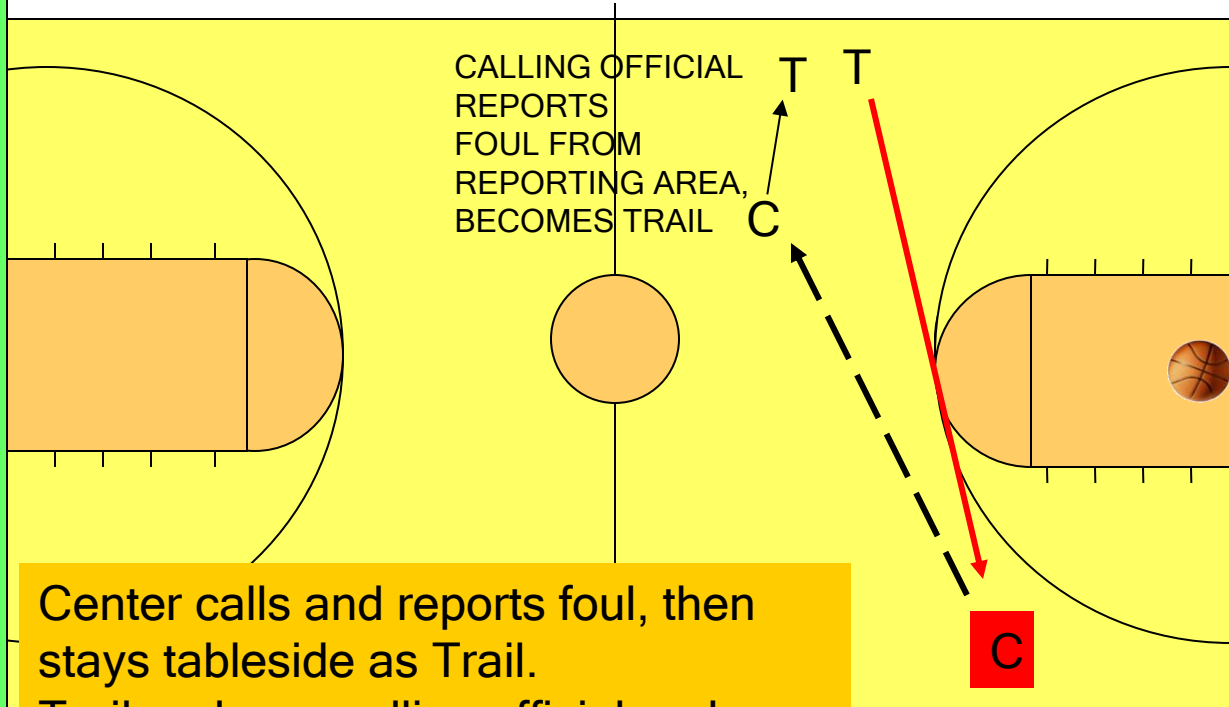 CALLING OFFICIAL
REPORTS
FOUL FROM
REPORTING AREA,
BECOMES TRAIL
T
T
C
Center calls and reports foul, then
stays tableside as Trail.
C